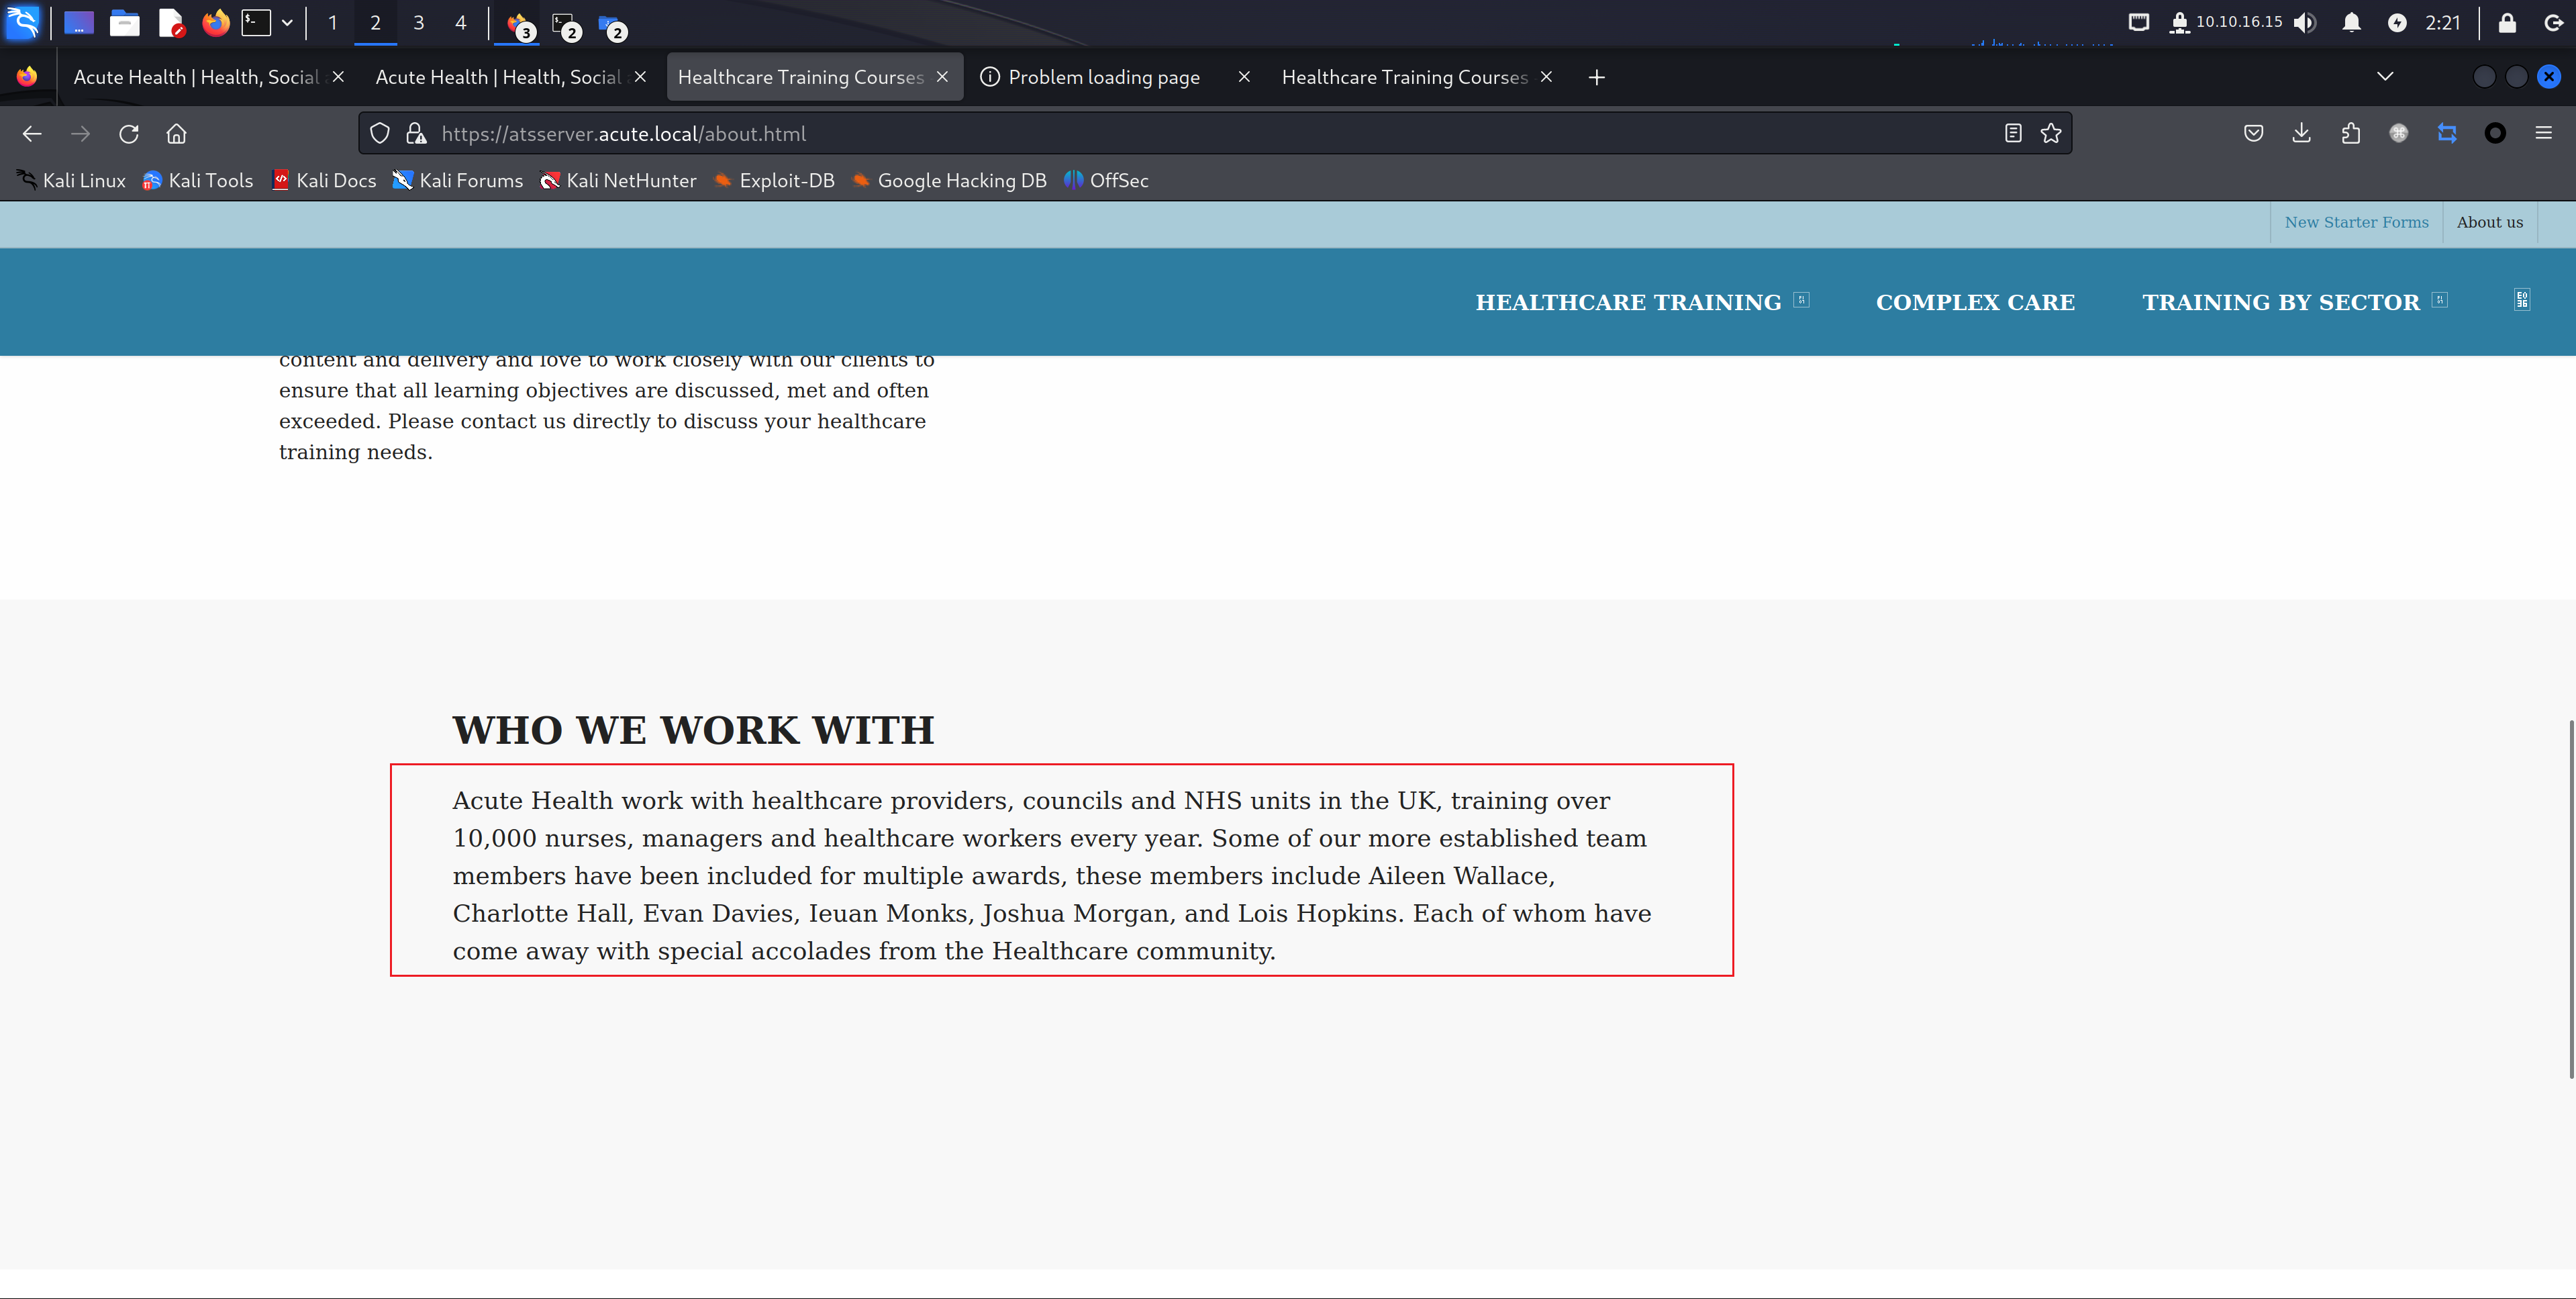 1 2 3 4 3 2 2 10.10.16.15 2:21
Acute Health | Health, Social Acute Health | Health, Social Healthcare Training Courses Problem loading page Healthcare Training Courses
https://atsserver.acute.local/about.html
Kali Linux Kali Tools Kali Docs Kali Forums Kali NetHunter Exploit-DB Google Hacking DB OffSec
New Starter Forms About us
HEALTHCARE TRAINING COMPLEX CARE TRAINING BY SECTOR
content and delivery and love to work closely with our clients to
ensure that all learning objectives are discussed, met and often
exceeded. Please contact us directly to discuss your healthcare
training needs.
WHO WE WORK WITH
Acute Health work with healthcare providers, councils and NHS units in the UK, training over
10,000 nurses, managers and healthcare workers every year. Some of our more established team
members have been included for multiple awards, these members include Aileen Wallace,
Charlotte Hall, Evan Davies, Ieuan Monks, Joshua Morgan, and Lois Hopkins. Each of whom have
come away with special accolades from the Healthcare community.